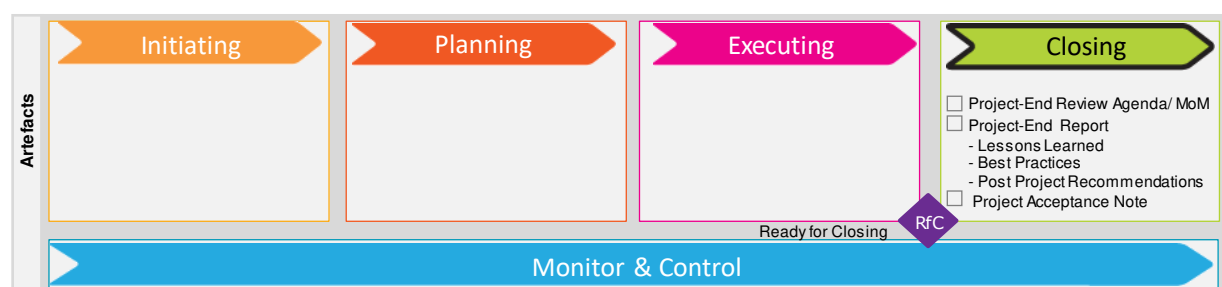 Artefacts
Initiating
Planning
Executing
Closing
Project-End Review Agenda/ MoM
Project-End Report
- Lessons Learned
- Best Practices
- Post Project Recommendations
Project Acceptance Note
Ready for Closing
RfC
Monitor & Control